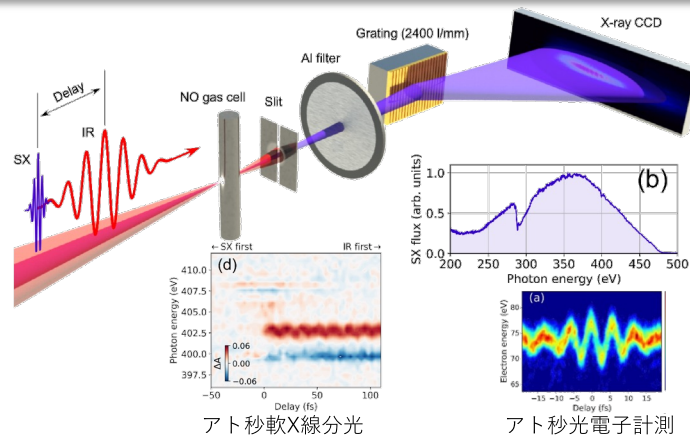 X-ray CCD
Grating (2400 l/mm)
Al filter
Delay
NO gas cell
Slit
IR
SX
(b)
SX flux (arb. units)
1.0
0.5
0.0
200 250 300 350 400 450 500
Photon energy (eV)
← SX first IR first→
(d)
Photon energy (eV)
410.0
407.5
405.0
402.5
400.0
397.5
ΔA
0.06
−0.06
−50 0 50 100
Delay (fs)
(a)
Electron energy (eV)
80
75
70
65
−15 −10 −5 0 5 10 15
Delay (fs)
アト秒軟X線分光
アト秒光電子計測